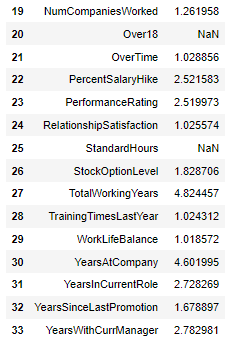 19 NumCompaniesWorked 1.261958
20 Over18 NaN
21 OverTime 1.028856
22 PercentSalaryHike 2.521583
23 PerformanceRating 2.519973
24 RelationshipSatisfaction 1.025574
25 StandardHours NaN
26 StockOptionLevel 1.828706
27 TotalWorkingYears 4.824457
28 TrainingTimesLastYear 1.024312
29 WorkLifeBalance 1.018572
30 YearsAtCompany 4.601995
31 YearsInCurrentRole 2.728269
32 YearsSinceLastPromotion 1.678897
33 YearsWithCurrManager 2.782981